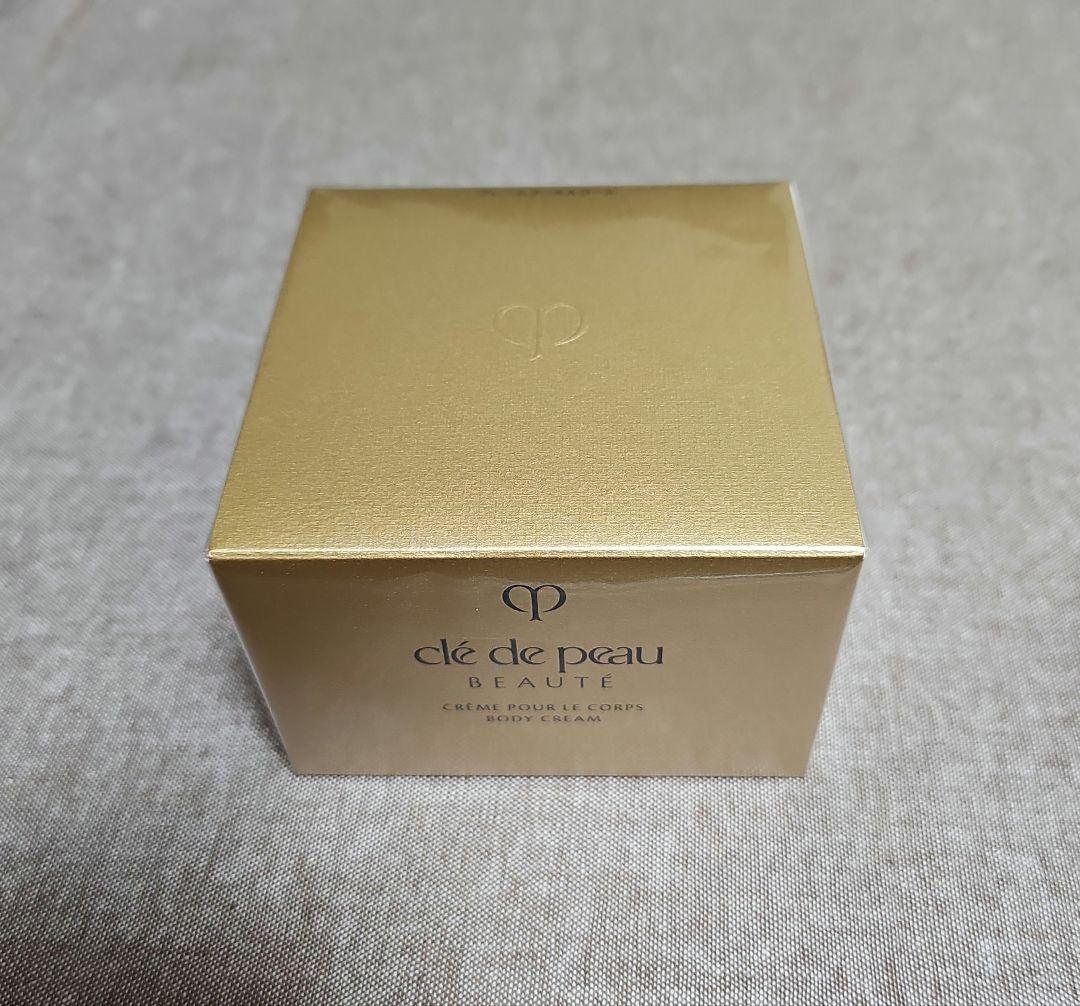 clé de peau
BEAUTÉ
CRÈME POUR LE CORPS
BODY CREAM